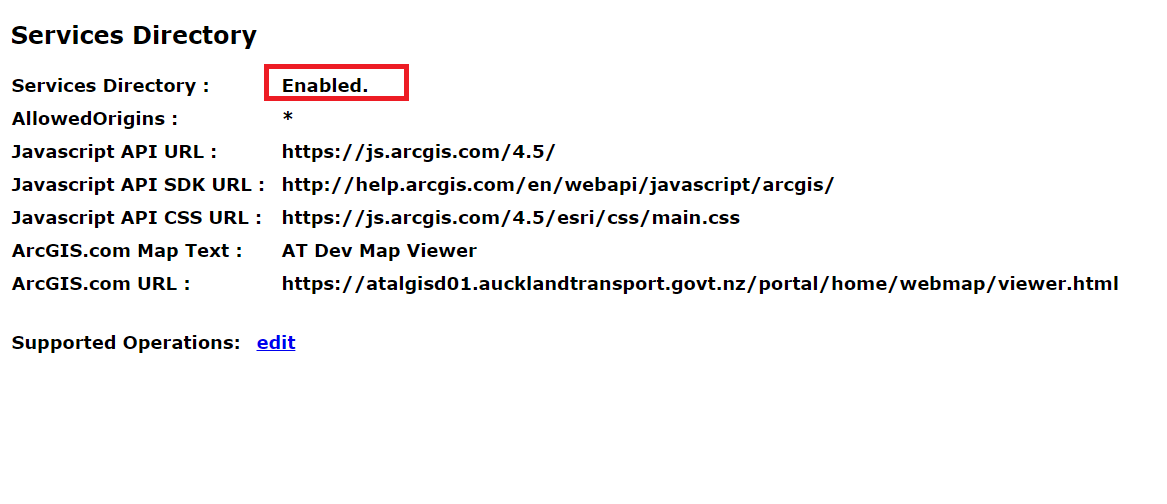 Services Directory
Services Directory : Enabled.
AllowedOrigins : *
Javascript API URL : https://js.arcgis.com/4.5/
Javascript API SDK URL : http://help.arcgis.com/en/webapi/javascript/arcgis/
Javascript API CSS URL : https://js.arcgis.com/4.5/esri/css/main.css
ArcGIS.com Map Text : AT Dev Map Viewer
ArcGIS.com URL : https://atalgisd01.aucklandtransport.govt.nz/portal/home/webmap/viewer.html
Supported Operations: edit